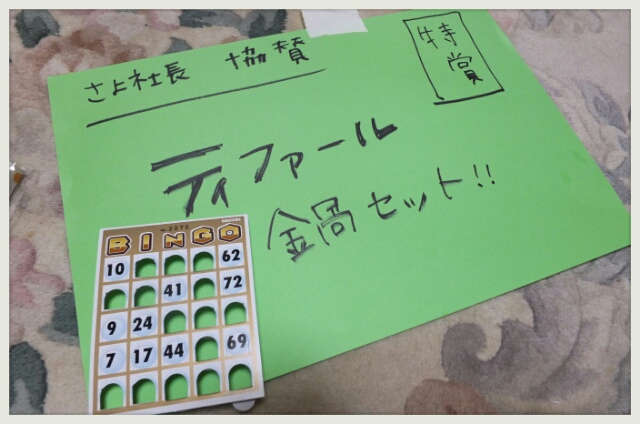 さよ社長 協賛
特賞
ティファール
鍋セット!!
BINGO
10 62
41 72
9 24
7 17 44 69